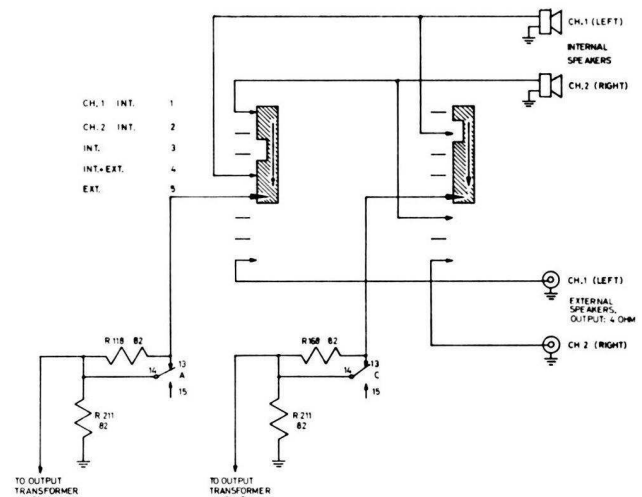 CH.1 (LEFT)
INTERNAL
SPEAKERS
CH.2 (RIGHT)
CH.1 INT. 1
CH.2 INT. 2
INT. 3
INT.+ EXT. 4
EXT. 5
CH.1 (LEFT)
EXTERNAL
SPEAKERS,
OUTPUT: 4 OHM
CH 2 (RIGHT)
R 118 82
13
14
A
15
R 211
82
R168 82
13
14
C
15
R 211
82
TO OUTPUT
TRANSFORMER
TO OUTPUT
TRANSFORMER